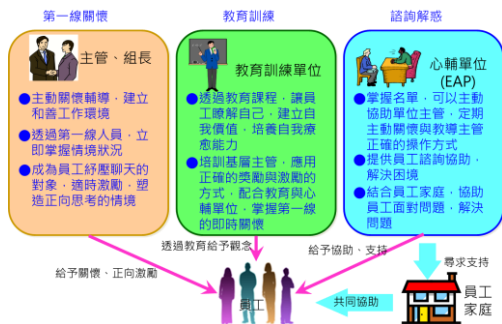 第一線關懷
主管、組長
●主動關懷輔導，建立
和善工作環境
●透過第一線人員，立
即掌握情境狀況
●成為員工紓壓聊天的
對象，適時激勵，塑
造正向思考的情境
教育訓練
教育訓練單位
●透過教育課程，讓員
工瞭解自己，建立自
我價值，培養自我療
愈能力
●培訓基層主管，應用
正確的獎勵與激勵的
方式，配合教育與心
輔單位，掌握第一線
的即時關懷
諮詢解惑
心輔單位
(EAP)
●掌握名單，可以主動
協助單位主管，定期
主動關懷與教導主管
正確的操作方式
●提供員工諮詢協助，
解決困境
●結合員工家庭，協助
員工面對問題，解決
問題
透過教育給予觀念
給予關懷、正向激勵
給予協助、支持
尋求支持
員工
共同協助
員工
家庭